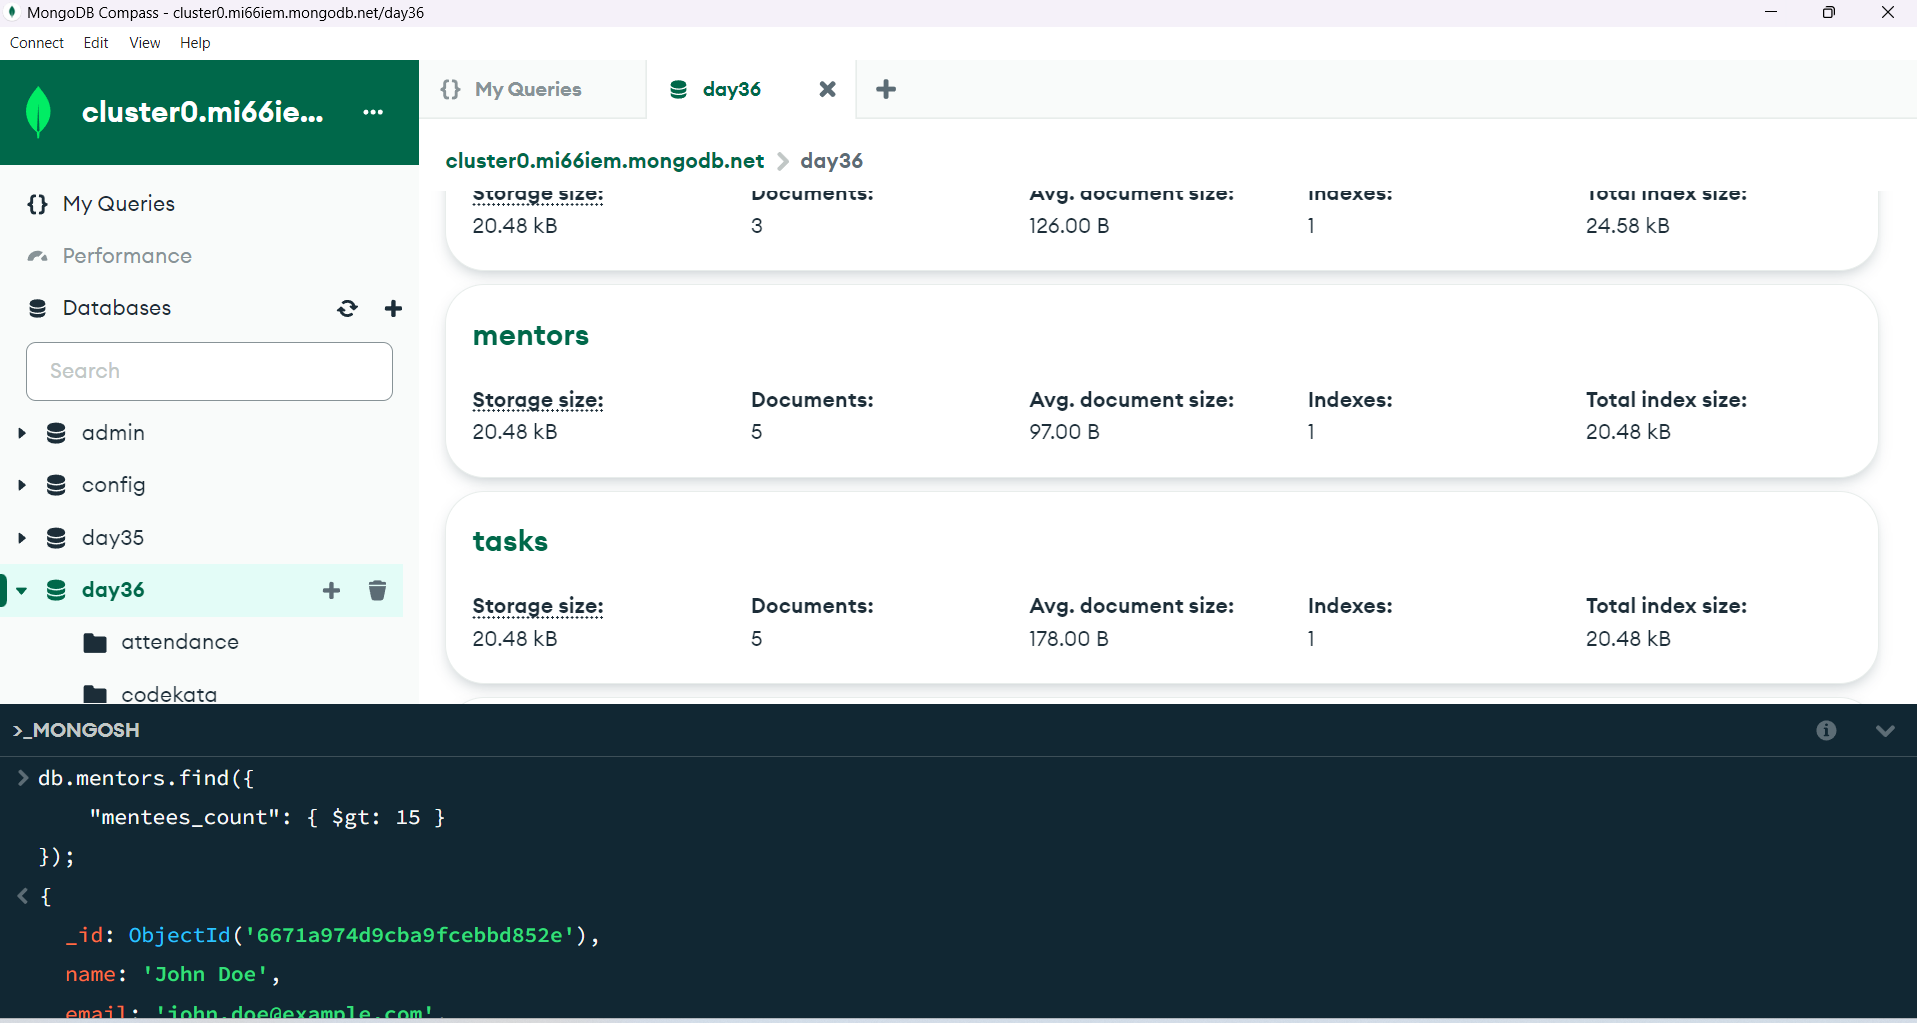 MongoDB Compass - cluster0.mi66iem.mongodb.net/day36
Connect Edit View Help
cluster0.mi66ie...
{} My Queries
day36
cluster0.mi66iem.mongodb.net > day36
{} My Queries
Performance
Databases
Search
admin
config
day35
day36
attendance
codekata
Storage size: Documents: Avg. document size: Indexes: Total index size:
20.48 kB 3 126.00 B 1 24.58 kB
mentors
Storage size: Documents: Avg. document size: Indexes: Total index size:
20.48 kB 5 97.00 B 1 20.48 kB
tasks
Storage size: Documents: Avg. document size: Indexes: Total index size:
20.48 kB 5 178.00 B 1 20.48 kB
>_MONGOSH
> db.mentors.find({
"mentees_count": { $gt: 15 }
});
< {
_id: ObjectId('6671a974d9cba9fcebbd852e'),
name: 'John Doe',
email: 'john.doe@example.com',